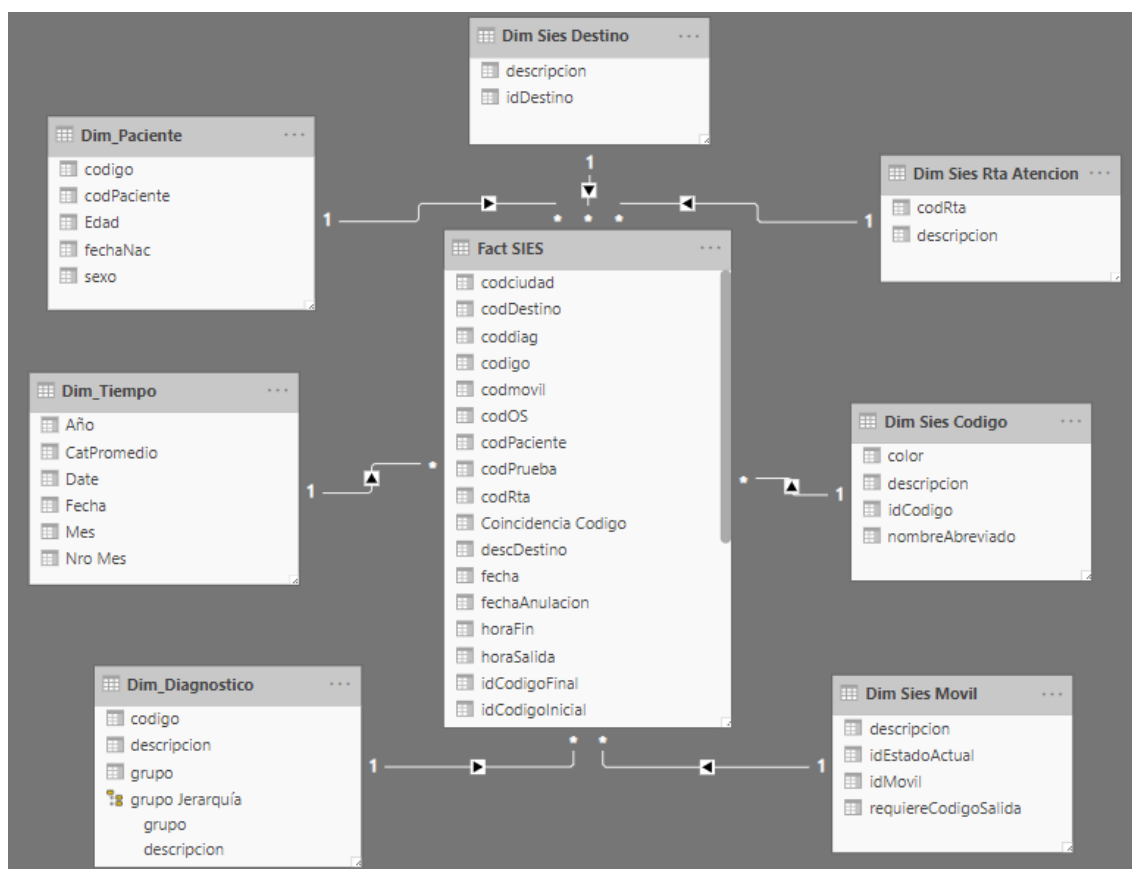 Dim Sies Destino
descripcion
idDestino
1
Dim_Paciente
codigo
codPaciente
Edad
fechaNac
sexo
1
*
*
*
Dim Sies Rta Atencion
codRta
descripcion
1
Fact SIES
codciudad
codDestino
coddiag
codigo
codmovil
codOS
codPaciente
codPrueba
codRta
Coincidencia Codigo
descDestino
fecha
fechaAnulacion
horaFin
horaSalida
idCodigoFinal
idCodigoInicial
Dim_Tiempo
Año
CatPromedio
Date
Fecha
Mes
Nro Mes
1
*
Dim Sies Codigo
color
descripcion
idCodigo
nombreAbreviado
*
1
Dim_Diagnostico
codigo
descripcion
grupo
grupo Jerarquía
grupo
descripcion
1
*
*
1
Dim Sies Movil
descripcion
idEstadoActual
idMovil
requiereCodigoSalida